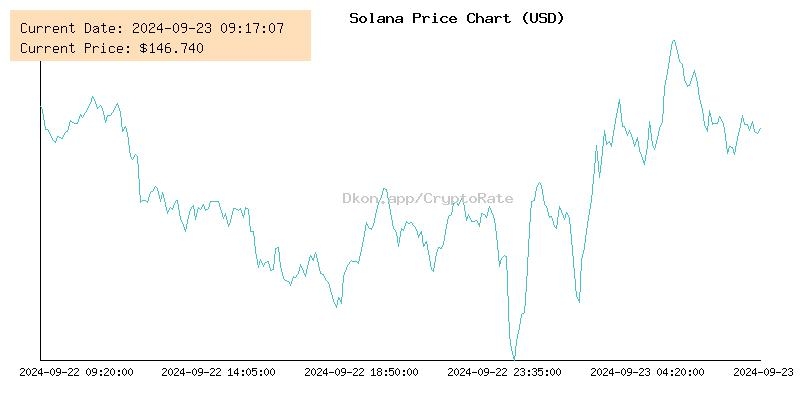 Solana Price Chart (USD)
Current Date: 2024-09-23 09:17:07
Current Price: $146.740
Dkon.app/CryptoRate
2024-09-22 09:20:00
2024-09-22 14:05:00
2024-09-22 18:50:00
2024-09-22 23:35:00
2024-09-23 04:20:00
2024-09-23